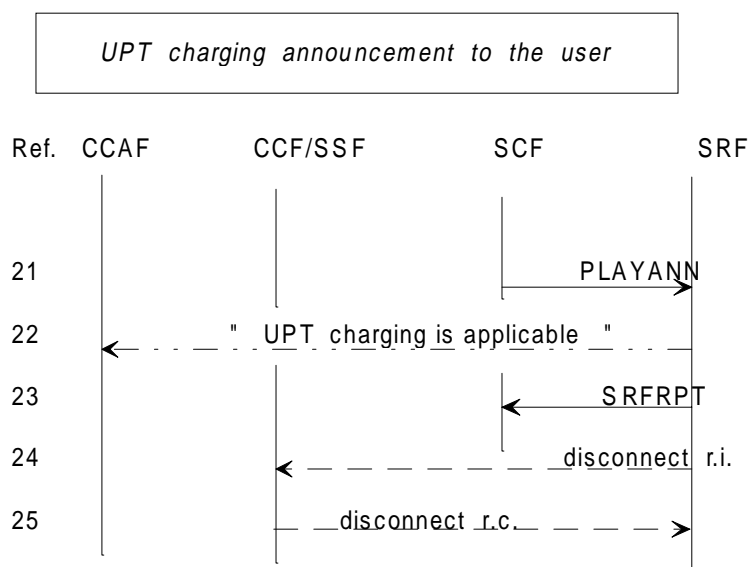 UPT charging announcement to the user
Ref. CCAF CCF/SSF SCF SRF
21 PLAYANN
22 " UPT charging is applicable "
23 SRFRPT
24 disconnect r.i.
25 disconnect r.c.